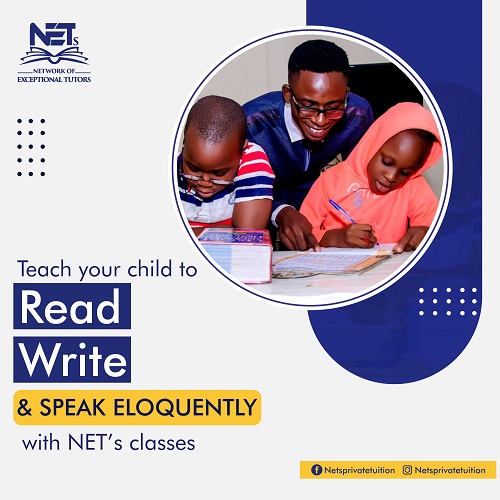 NETs
NETWORK OF
EXCEPTIONAL TUTORS
Teach your child to
Read
Write
& SPEAK ELOQUENTLY
with NET's classes
Netsprivatetuition Netsprivatetuition